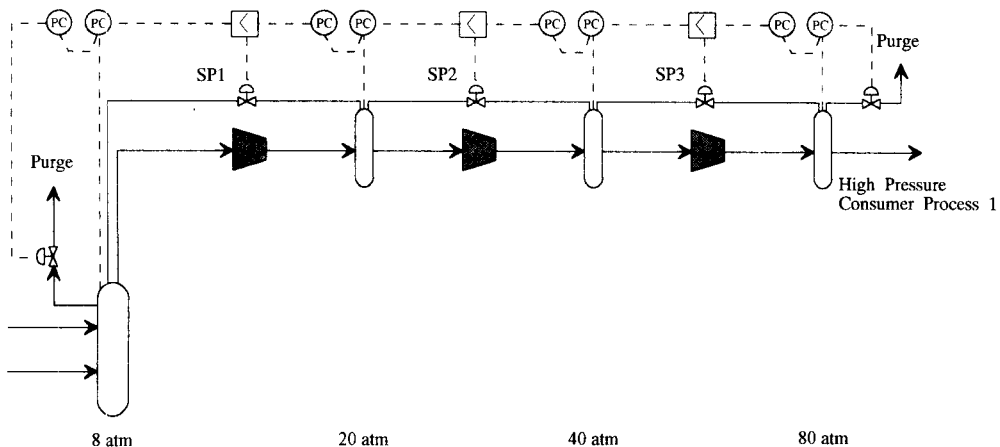 PC PC < PC PC < PC PC < PC PC
Purge
SP1 SP2 SP3
Purge
High Pressure
Consumer Process 1
8 atm 20 atm 40 atm 80 atm